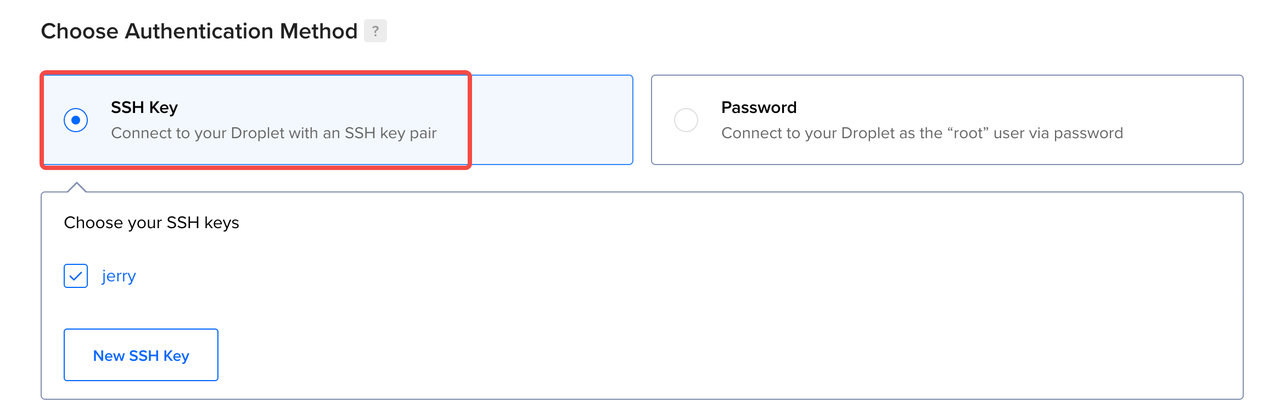 Choose Authentication Method ?
SSH Key
Connect to your Droplet with an SSH key pair
Password
Connect to your Droplet as the “root” user via password
Choose your SSH keys
jerry
New SSH Key